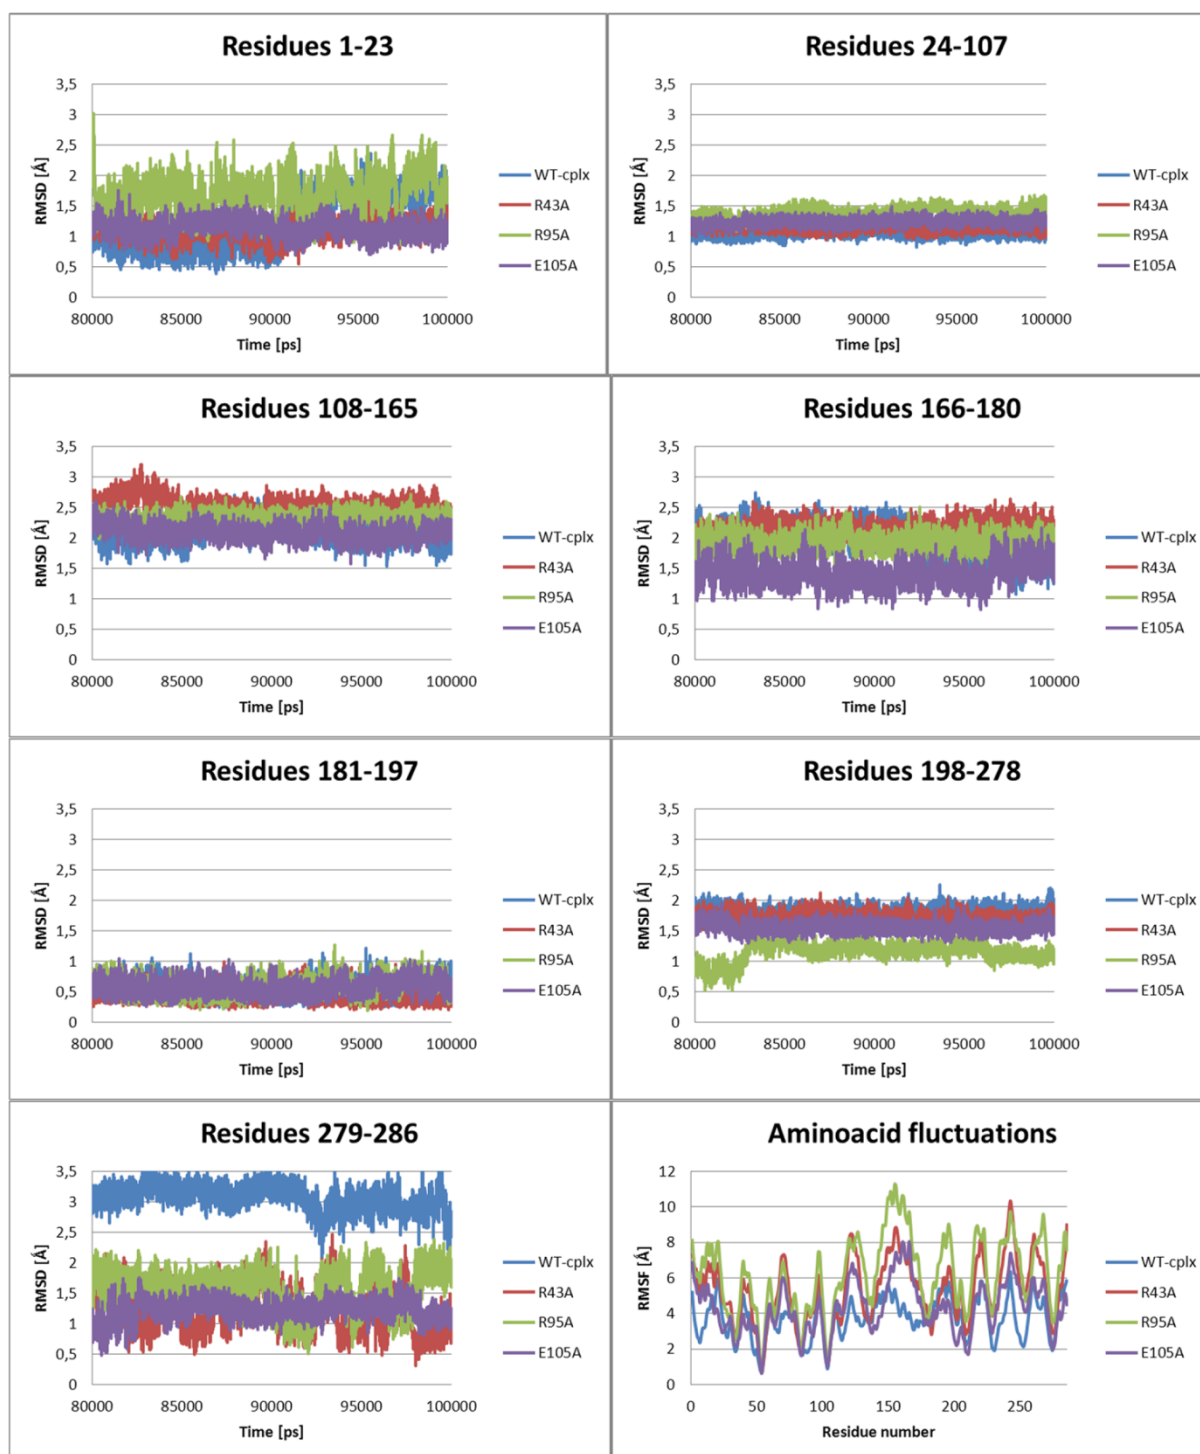 Residues 1-23
3,5
3
2,5
2
1,5
1
0,5
0
RMSD [Å]
80000 85000 90000 95000 100000
Time [ps]
WT-cplx
R43A
R95A
E105A
Residues 24-107
3,5
3
2,5
2
1,5
1
0,5
0
RMSD [Å]
80000 85000 90000 95000 100000
Time [ps]
WT-cplx
R43A
R95A
E105A
Residues 108-165
3,5
3
2,5
2
1,5
1
0,5
0
RMSD [Å]
80000 85000 90000 95000 100000
Time [ps]
WT-cplx
R43A
R95A
E105A
Residues 166-180
3,5
3
2,5
2
1,5
1
0,5
0
RMSD [Å]
80000 85000 90000 95000 100000
Time [ps]
WT-cplx
R43A
R95A
E105A
Residues 181-197
3,5
3
2,5
2
1,5
1
0,5
0
RMSD [Å]
80000 85000 90000 95000 100000
Time [ps]
WT-cplx
R43A
R95A
E105A
Residues 198-278
3,5
3
2,5
2
1,5
1
0,5
0
RMSD [Å]
80000 85000 90000 95000 100000
Time [ps]
WT-cplx
R43A
R95A
E105A
Residues 279-286
3,5
3
2,5
2
1,5
1
0,5
0
RMSD [Å]
80000 85000 90000 95000 100000
Time [ps]
WT-cplx
R43A
R95A
E105A
Aminoacid fluctuations
12
10
8
6
4
2
0
RMSF [Å]
0 50 100 150 200 250
Residue number
WT-cplx
R43A
R95A
E105A